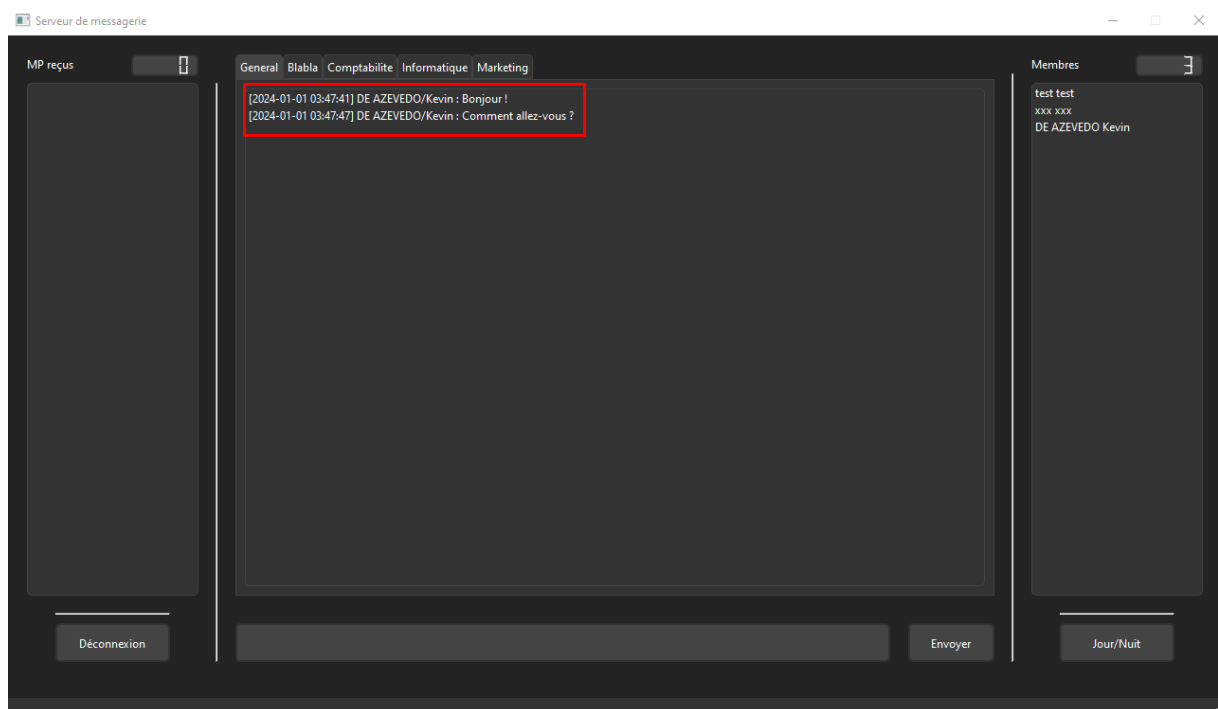 Serveur de messagerie
MP reçus 0
General Blabla Comptabilite Informatique Marketing
[2024-01-01 03:47:41] DE AZEVEDO/Kevin : Bonjour !
[2024-01-01 03:47:47] DE AZEVEDO/Kevin : Comment allez-vous ?
Membres 3
test test
xxx xxx
DE AZEVEDO Kevin
Déconnexion
Envoyer
Jour/Nuit